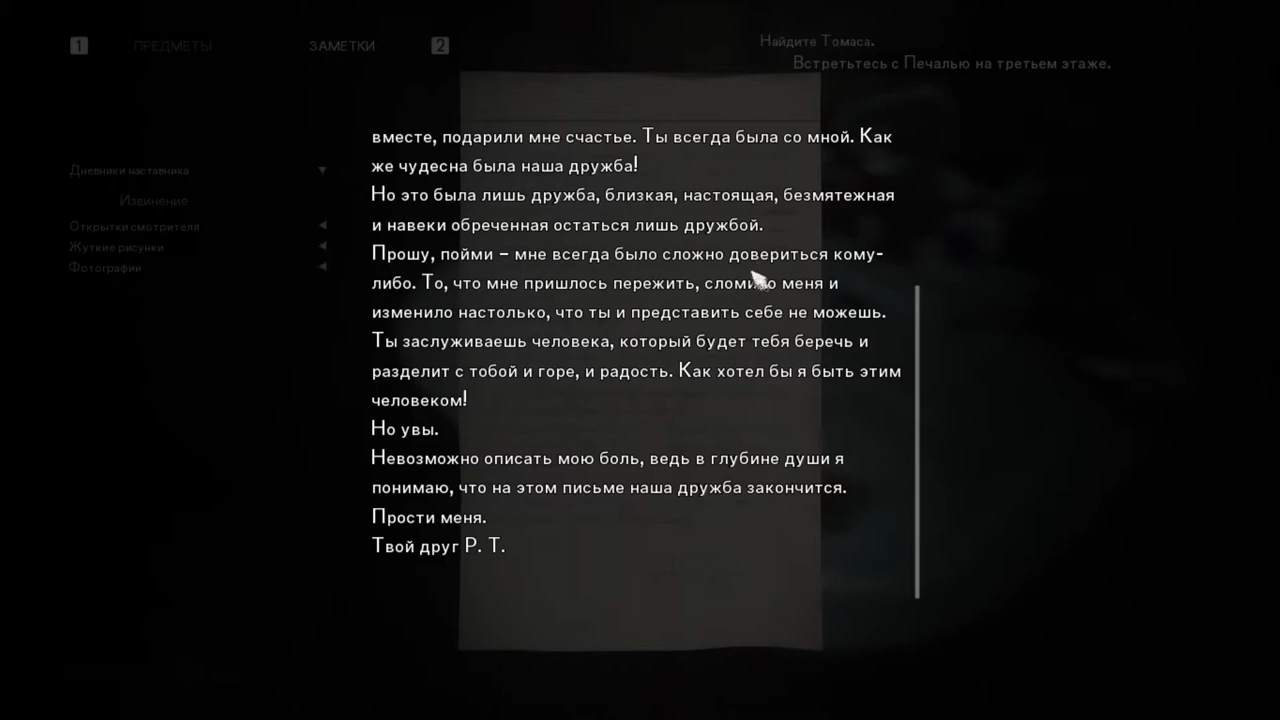 1 ПРЕДМЕТЫ ЗАМЕТКИ 2
Найдите Томаса.
Встретьтесь с Печалью на третьем этаже.
Дневники наставника
Извинение
Открытки смотрителя
Жуткие рисунки
Фотографии
вместе, подарили мне счастье. Ты всегда была со мной. Как
же чудесна была наша дружба!
Но это была лишь дружба, близкая, настоящая, безмятежная
и навеки обреченная остаться лишь дружбой.
Прошу, пойми – мне всегда было сложно довериться кому-
либо. То, что мне пришлось пережить, сломило меня и
изменило настолько, что ты и представить себе не можешь.
Ты заслуживаешь человека, который будет тебя беречь и
разделит с тобой и горе, и радость. Как хотел бы я быть этим
человеком!
Но увы.
Невозможно описать мою боль, ведь в глубине души я
понимаю, что на этом письме наша дружба закончится.
Прости меня.
Твой друг Р. Т.